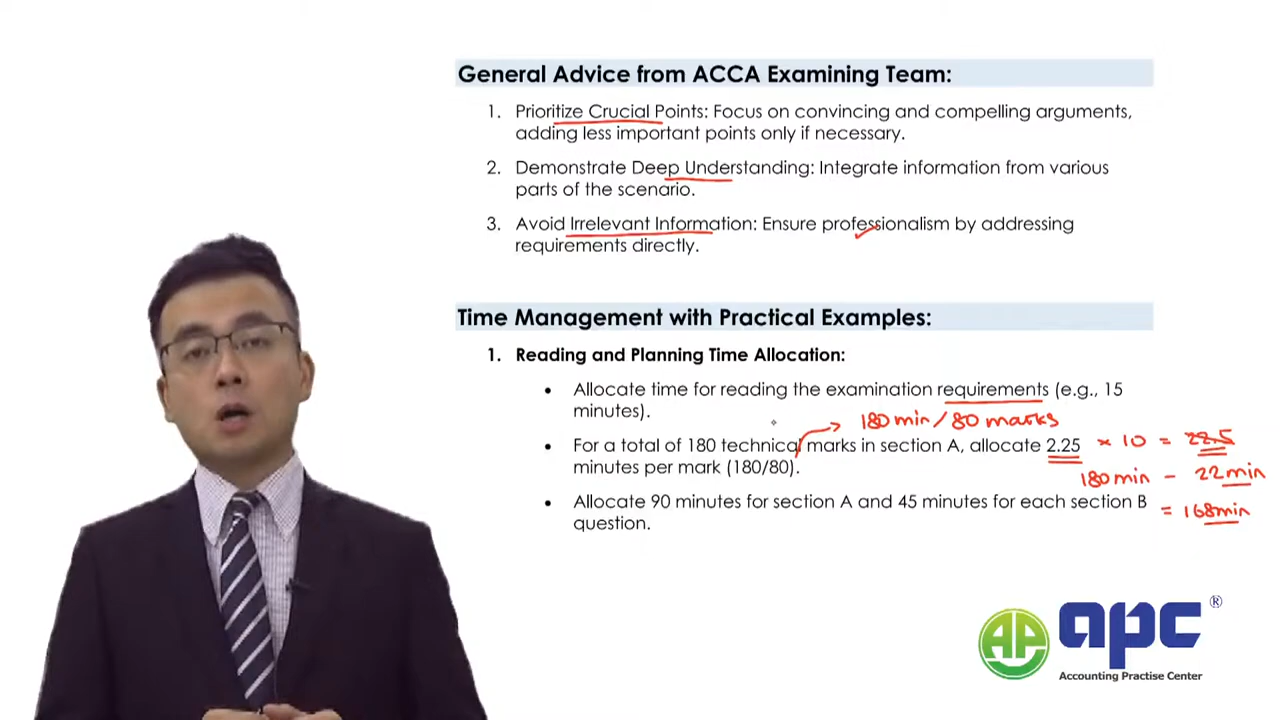 General Advice from ACCA Examining Team:
1. Prioritize Crucial Points: Focus on convincing and compelling arguments,
adding less important points only if necessary.
2. Demonstrate Deep Understanding: Integrate information from various
parts of the scenario.
3. Avoid Irrelevant Information: Ensure professionalism by addressing
requirements directly.
Time Management with Practical Examples:
1. Reading and Planning Time Allocation:
• Allocate time for reading the examination requirements (e.g., 15
minutes).
180 min / 80 marks
• For a total of 180 technical marks in section A, allocate 2.25 × 10 = 22.5
minutes per mark (180/80).
180 min - 22 min
• Allocate 90 minutes for section A and 45 minutes for each section B
= 168 min
question.
AP apc ®
Accounting Practise Center